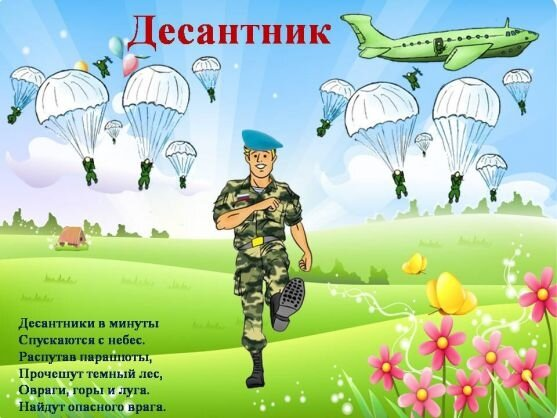 Десантник
Десантники в минуты
Спускаются с небес.
Распутав парашюты,
Прочешут темный лес,
Овраги, горы и луга.
Найдут опасного врага.